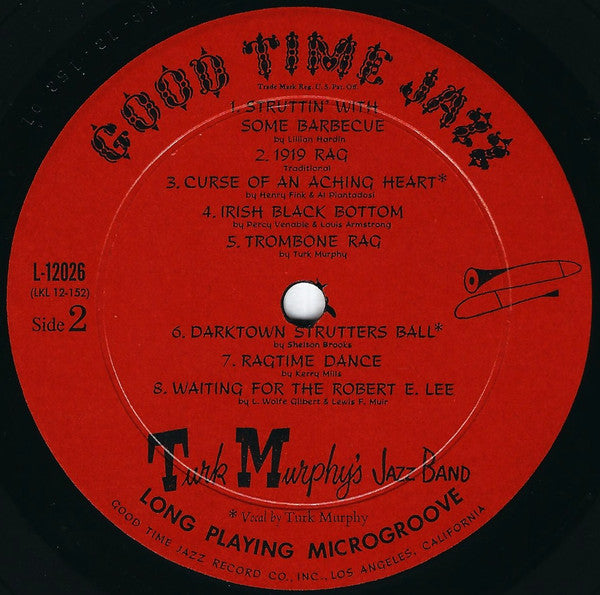 GOOD TIME JAZZ
Trade Mark Reg. U. S. Pat. Off.
1. STRUTTIN' WITH
SOME BARBECUE
by Lillian Hardin
2. 1919 RAG
Traditional
3. CURSE OF AN ACHING HEART*
by Henry Fink & Al Piantadosi
4. IRISH BLACK BOTTOM
by Percy Venable & Louis Armstrong
5. TROMBONE RAG
by Turk Murphy
L-12026
(LKL 12-152)
Side 2
6. DARKTOWN STRUTTERS BALL*
by Shelson Brooks
7. RAGTIME DANCE
by Kerry Mills
8. WAITING FOR THE ROBERT E. LEE
by L. Wolfe Gilbert & Lewis F. Muir
Turk Murphy's JAZZ BAND
* Vocal by Turk Murphy
LONG PLAYING MICROGROOVE
GOOD TIME JAZZ RECORD CO., INC., LOS ANGELES, CALIFORNIA